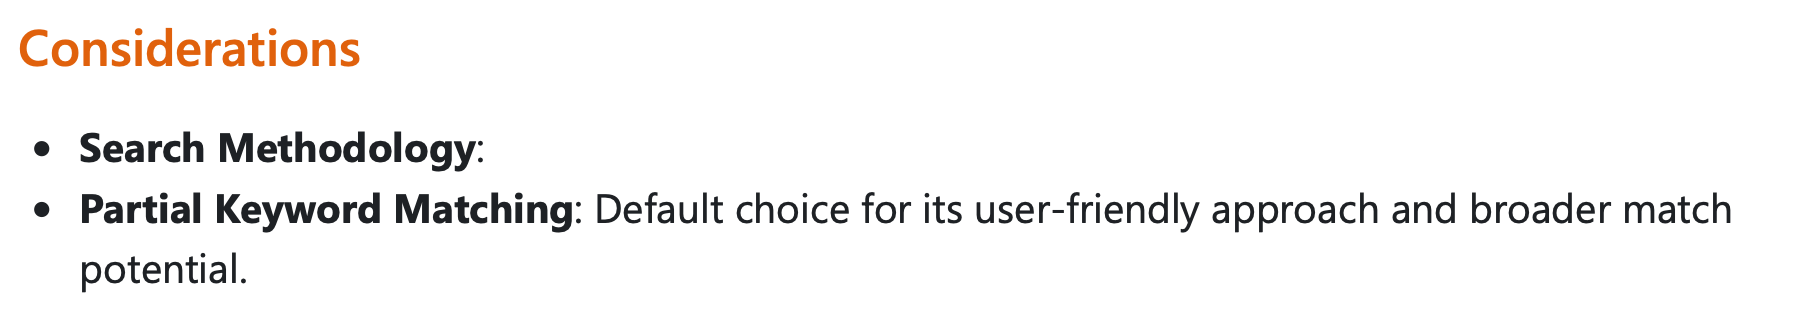 Considerations
• Search Methodology:
• Partial Keyword Matching: Default choice for its user-friendly approach and broader match
potential.